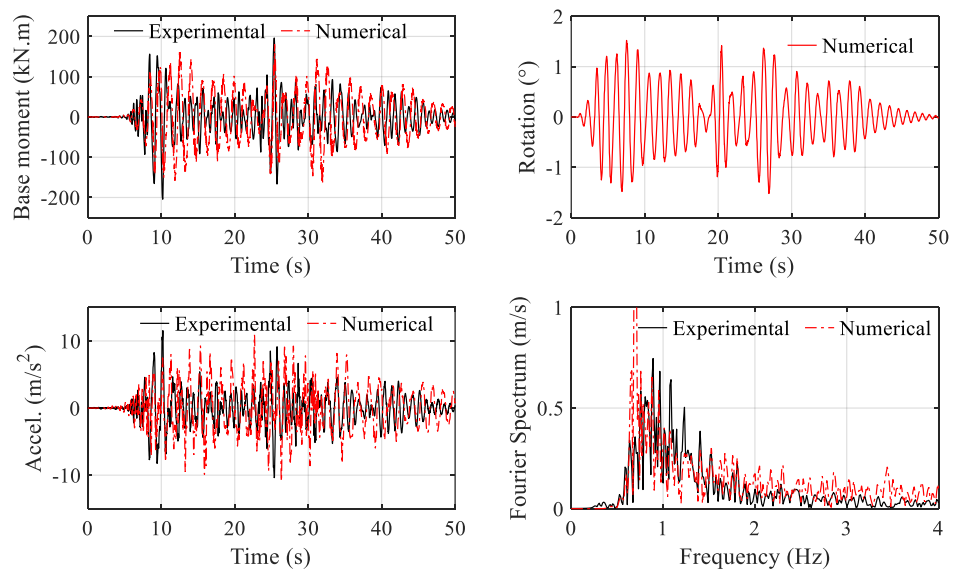 Base moment (kN.m)
200
100
0
-100
-200
Experimental
Numerical
0 10 20 30 40 50
Time (s)
Rotation (°)
2
1
0
-1
-2
Numerical
0 10 20 30 40 50
Time (s)
Accel. (m/s²)
10
0
-10
Experimental
Numerical
0 10 20 30 40 50
Time (s)
Fourier Spectrum (m/s)
1
0.5
0
Experimental
Numerical
0 1 2 3 4
Frequency (Hz)